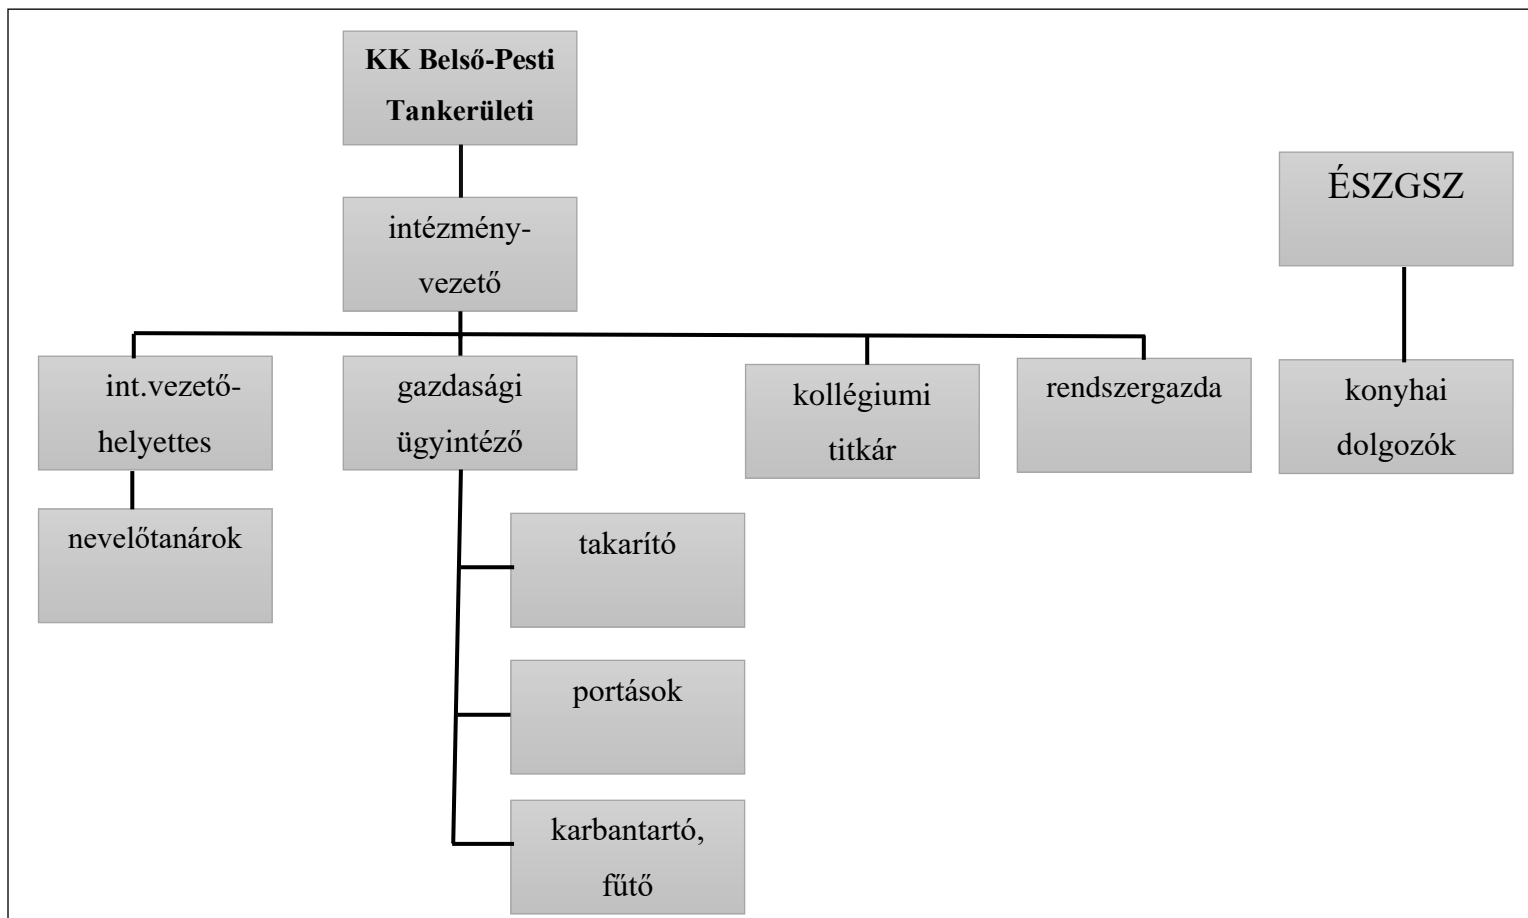 KK Belső-Pesti
Tankerületi
ÉSZGSZ
intézmény-
vezető
int.vezető-
helyettes
gazdasági
ügyintéző
kollégiumi
titkár
rendszergazda
konyhai
dolgozók
nevelőtanárok
takarító
portások
karbantartó,
fűtő